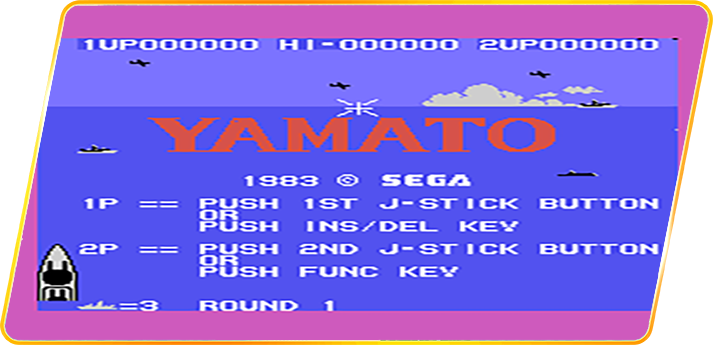 1UP000000 HI-000000 2UP000000
YAMATO
1983 © SEGA
1P == PUSH 1ST J-STICK BUTTON
OR
PUSH INS/DEL KEY
2P == PUSH 2ND J-STICK BUTTON
OR
PUSH FUNC KEY
=3 ROUND 1